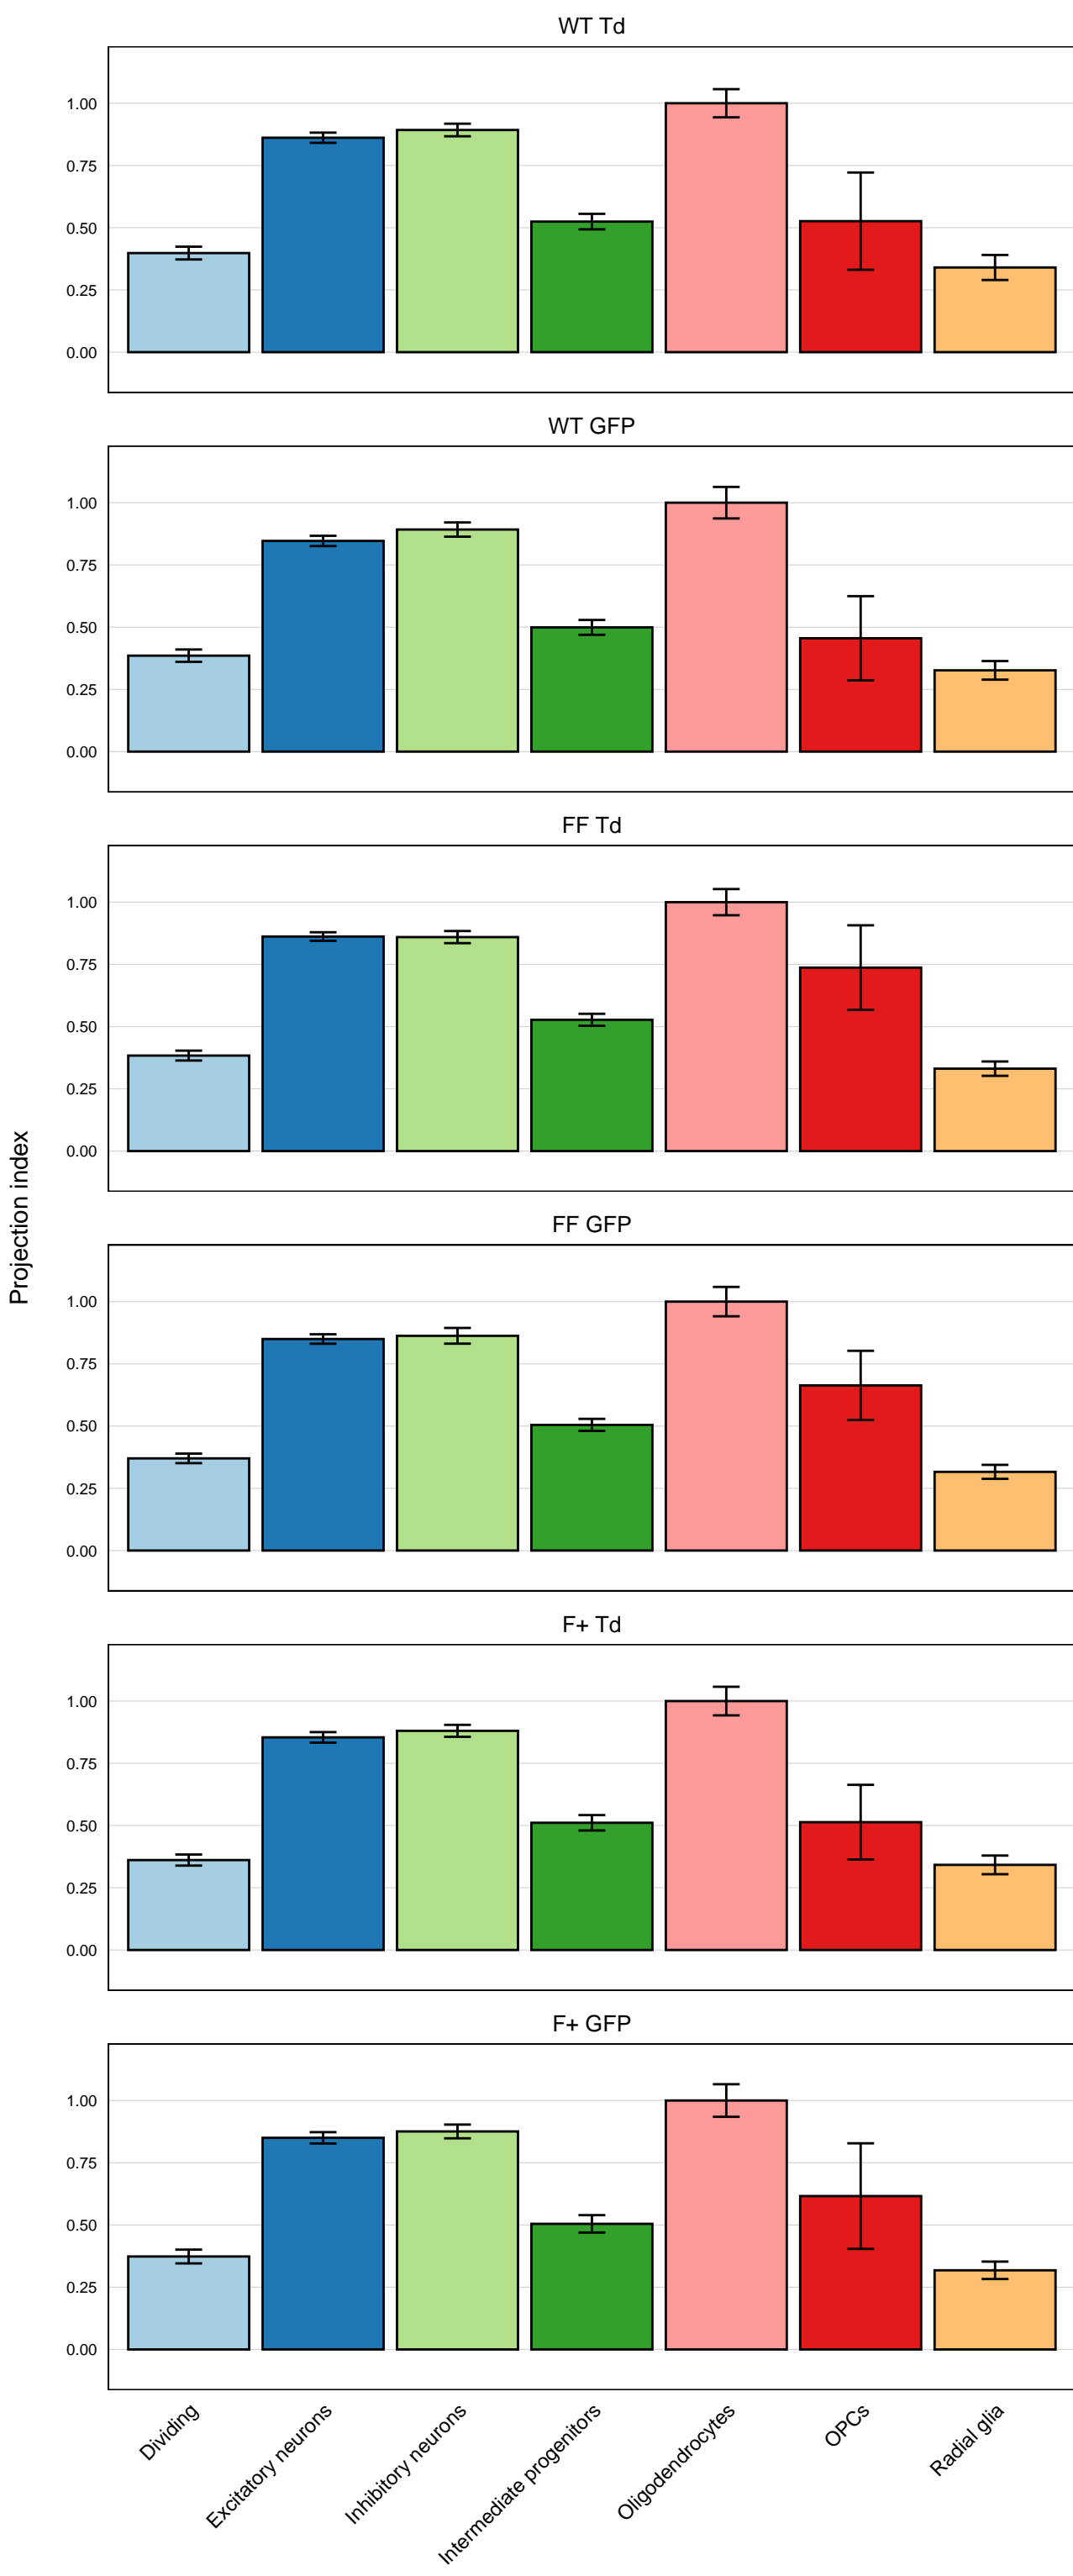 WT Td
1.00
0.75
0.50
0.25
0.00
WT GFP
1.00
0.75
0.50
0.25
0.00
FF Td
1.00
0.75
0.50
0.25
0.00
Projection index
FF GFP
1.00
0.75
0.50
0.25
0.00
F+ Td
1.00
0.75
0.50
0.25
0.00
F+ GFP
1.00
0.75
0.50
0.25
0.00
Dividing
Excitatory neurons
Inhibitory neurons
Intermediate progenitors
Oligodendrocytes
OPCs
Radial glia